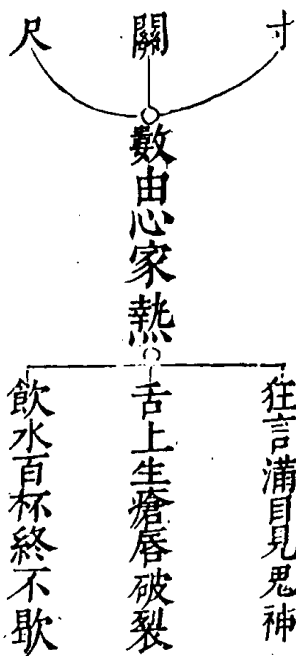 寸
關
尺
數由心家熱
狂言滿目見鬼神
舌上生瘡唇破裂
飲水百杯終不歇